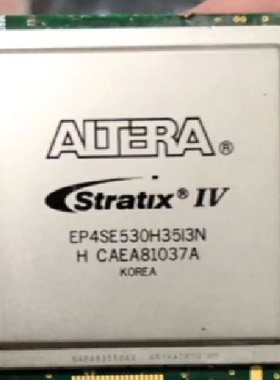 ALTERA®
Stratix® IV
EP4SE530H35I3N
H CAEA81037A
KOREA